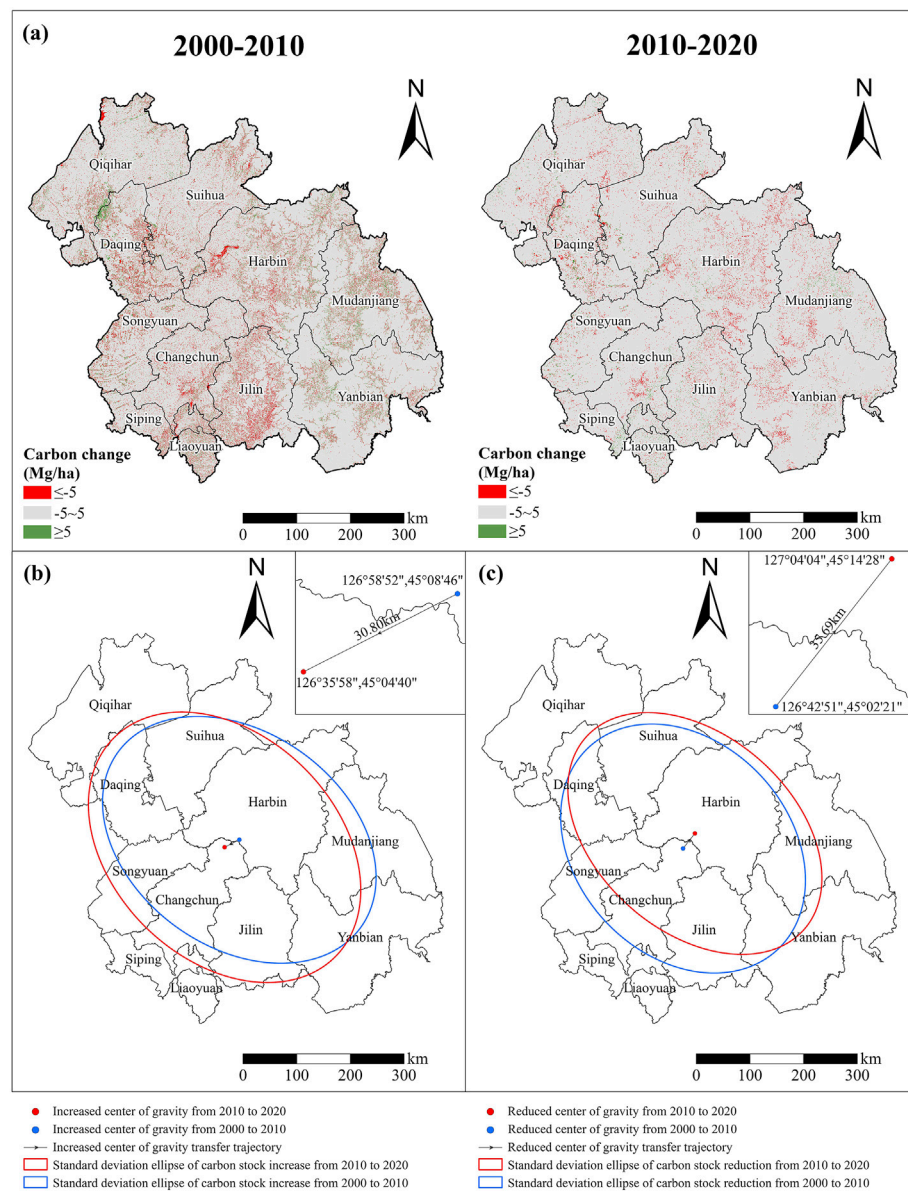 (a)
2000-2010
2010-2020
N
N
Qiqihar
Suihua
Daqing
Harbin
Mudanjiang
Songyuan
Changchun
Jilin
Yanbian
Siping
Liaoyuan
Carbon change
(Mg/ha)
≤-5
-5~5
≥5
km
0 100 200 300
Qiqihar
Suihua
Daqing
Harbin
Mudanjiang
Songyuan
Changchun
Jilin
Yanbian
Siping
Liaoyuan
Carbon change
(Mg/ha)
≤-5
-5~5
≥5
km
0 100 200 300
(b)
N
126°58'52",45°08'46"
30.80km
126°35'58",45°04'40"
Qiqihar
Suihua
Daqing
Harbin
Mudanjiang
Songyuan
Changchun
Jilin
Yanbian
Siping
Liaoyuan
km
0 100 200 300
(c)
N
127°04'04",45°14'28"
35.69km
126°42'51",45°02'21"
Qiqihar
Suihua
Daqing
Harbin
Mudanjiang
Songyuan
Changchun
Jilin
Yanbian
Siping
Liaoyuan
km
0 100 200 300
Increased center of gravity from 2010 to 2020
Increased center of gravity from 2000 to 2010
Increased center of gravity transfer trajectory
Standard deviation ellipse of carbon stock increase from 2010 to 2020
Standard deviation ellipse of carbon stock increase from 2000 to 2010
Reduced center of gravity from 2010 to 2020
Reduced center of gravity from 2000 to 2010
Reduced center of gravity transfer trajectory
Standard deviation ellipse of carbon stock reduction from 2010 to 2020
Standard deviation ellipse of carbon stock reduction from 2000 to 2010